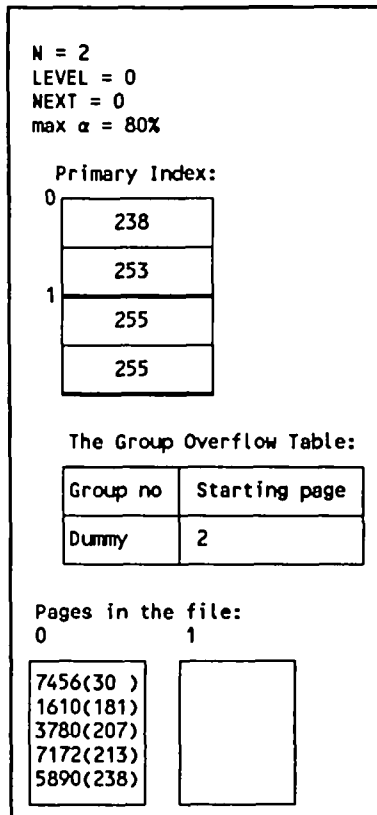 N = 2
LEVEL = 0
NEXT = 0
max α = 80%
Primary Index:
0
238
253
1
255
255
The Group Overflow Table:
Group no Starting page
Dummy 2
Pages in the file:
0 1
7456(30 )
1610(181)
3780(207)
7172(213)
5890(238)